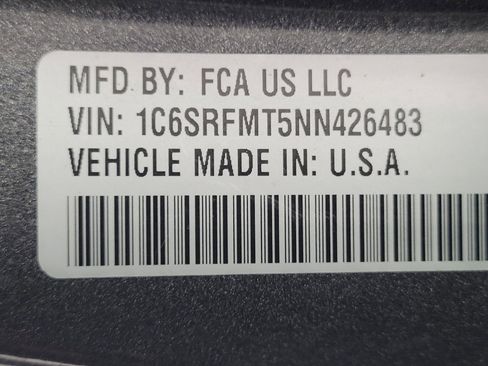 MFD BY: FCA US LLC
VIN: 1C6SRFMT5NN426483
VEHICLE MADE IN: U.S.A.